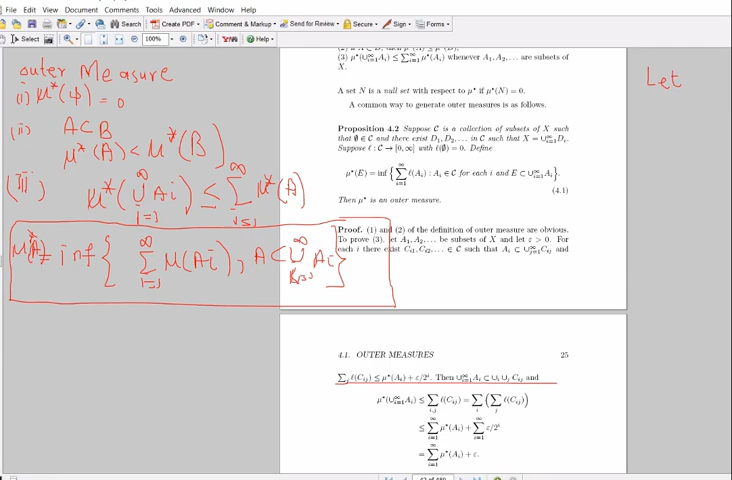 File Edit View Document Comments Tools Advanced Window Help
Search Create PDF Comment & Markup Send for Review Secure Sign Forms
Select 100% Help
outer Measure
(i) μ*(φ) = 0
(ii) A⊂B
μ*(A) < μ*(B)
(iii) μ*(∪_{i=1}^∞ Ai) ≤ ∑_{i=1}^∞ μ*(A)
μ*(A) = inf { ∑_{i=1}^∞ μ(Ai), A⊂ ∪^∞ Ai }
Let
(3) μ*(∪_{i=1}^∞ A_i) ≤ ∑_{i=1}^∞ μ*(A_i) whenever A_1, A_2, ... are subsets of
X.
A set N is a null set with respect to μ* if μ*(N) = 0.
A common way to generate outer measures is as follows.
Proposition 4.2 Suppose C is a collection of subsets of X such
that ∅ ∈ C and there exist D_1, D_2, ... in C such that X = ∪_{i=1}^∞ D_i.
Suppose ℓ : C → [0, ∞] with ℓ(∅) = 0. Define
μ*(E) = inf { ∑_{i=1}^∞ ℓ(A_i) : A_i ∈ C for each i and E ⊂ ∪_{i=1}^∞ A_i }.
(4.1)
Then μ* is an outer measure.
Proof. (1) and (2) of the definition of outer measure are obvious.
To prove (3), let A_1, A_2, ... be subsets of X and let ε > 0. For
each i there exist C_{i1}, C_{i2}, ... ∈ C such that A_i ⊂ ∪_{j=1}^∞ C_{ij} and
4.1. OUTER MEASURES 25
∑_j ℓ(C_{ij}) ≤ μ*(A_i) + ε/2^i. Then ∪_{i=1}^∞ A_i ⊂ ∪_i ∪_j C_{ij} and
μ*(∪_{i=1}^∞ A_i) ≤ ∑_{i,j} ℓ(C_{ij}) = ∑_i ( ∑_j ℓ(C_{ij}) )
≤ ∑_{i=1}^∞ μ*(A_i) + ∑_{i=1}^∞ ε/2^i
= ∑_{i=1}^∞ μ*(A_i) + ε.